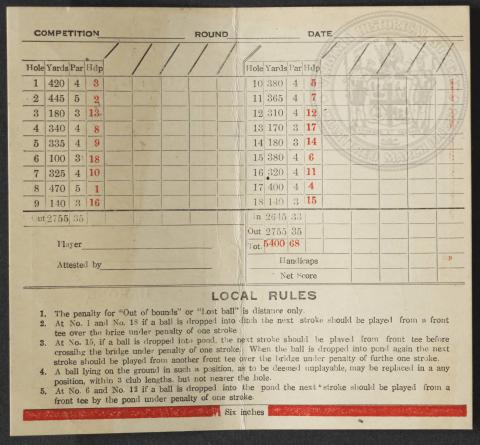 COMPETITION ROUND DATE
Hole Yards Par Hdp
1 420 4 3
2 445 5 2
3 180 3 13
4 340 4 8
5 335 4 9
6 100 3 18
7 325 4 10
8 470 5 1
9 140 3 16
Out 2755 35
Player
Attested by
Hole Yards Par Hdp
10 380 4 5
11 365 4 7
12 310 4 12
13 170 3 17
14 180 3 14
15 380 4 6
16 320 4 11
17 400 4 4
18 140 3 15
In 2645 33
Out 2755 35
Tot. 5400 68
Handicaps
Net Score
LOCAL RULES
1. The penalty for "Out of bounds" or "Lost ball" is distance only.
2. At No. 1 and No. 18 if a ball is dropped into ditch the next stroke should be played from a front
tee over the brige under penalty of one stroke
3. At No. 15, if a ball is dropped into pond, the next stroke should be played from front tee before
crossing the bridge under penalty of one stroke. When the ball is dropped into pond again the next
stroke should be played from another front tee over the bridge under penalty of furthe one stroke.
4. A ball lying on the ground in such a position, as to be deemed unplayable, may be replaced in a any
position, within 3 club lengths, but not nearer the hole.
5. At No. 6 and No. 12 if a ball is dropped into the pond the next stroke should be played from a
front tee by the pond under penalty of one stroke.
Six inches